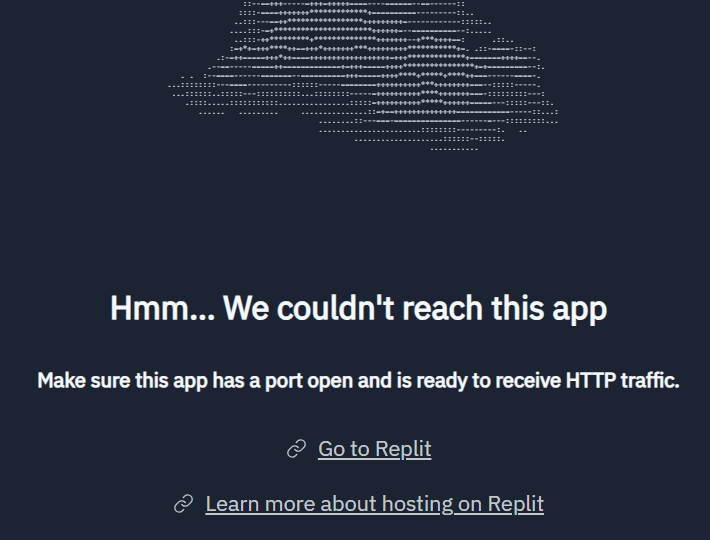 Hmm... We couldn't reach this app
Make sure this app has a port open and is ready to receive HTTP traffic.
Go to Replit
Learn more about hosting on Replit